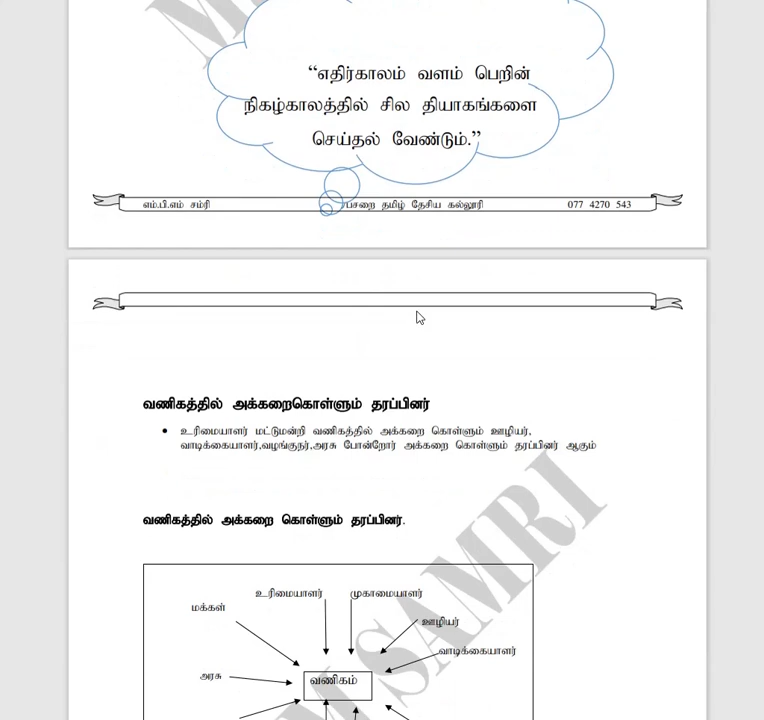 “எதிர்காலம் வளம் பெறின்
நிகழ்காலத்தில் சில தியாகங்களை
செய்தல் வேண்டும்.”
எம்.பி.எம் சம்ரி பசறை தமிழ் தேசிய கல்லூரி 077 4270 543
வணிகத்தில் அக்கறைகொள்ளும் தரப்பினர்
• உரிமையாளர் மட்டுமன்றி வணிகத்தில் அக்கறை கொள்ளும் ஊழியர்,
வாடிக்கையாளர்,வழங்குநர்,அரசு போன்றோர் அக்கறை கொள்ளும் தரப்பினர் ஆகும்
வணிகத்தில் அக்கறை கொள்ளும் தரப்பினர்.
உரிமையாளர் முகாமையாளர்
மக்கள்
ஊழியர்
வாடிக்கையாளர்
அரசு
வணிகம்
M SAMRI